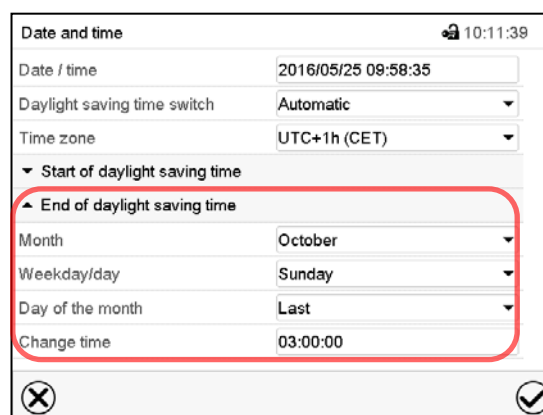 Date and time 10:11:39
Date / time 2016/05/25 09:58:35
Daylight saving time switch Automatic
Time zone UTC+1h (CET)
Start of daylight saving time
End of daylight saving time
Month October
Weekday/day Sunday
Day of the month Last
Change time 03:00:00